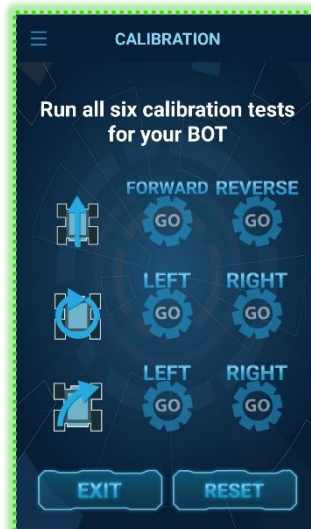 CALIBRATION
Run all six calibration tests
for your BOT
FORWARD REVERSE
GO GO
LEFT RIGHT
GO GO
LEFT RIGHT
GO GO
EXIT RESET